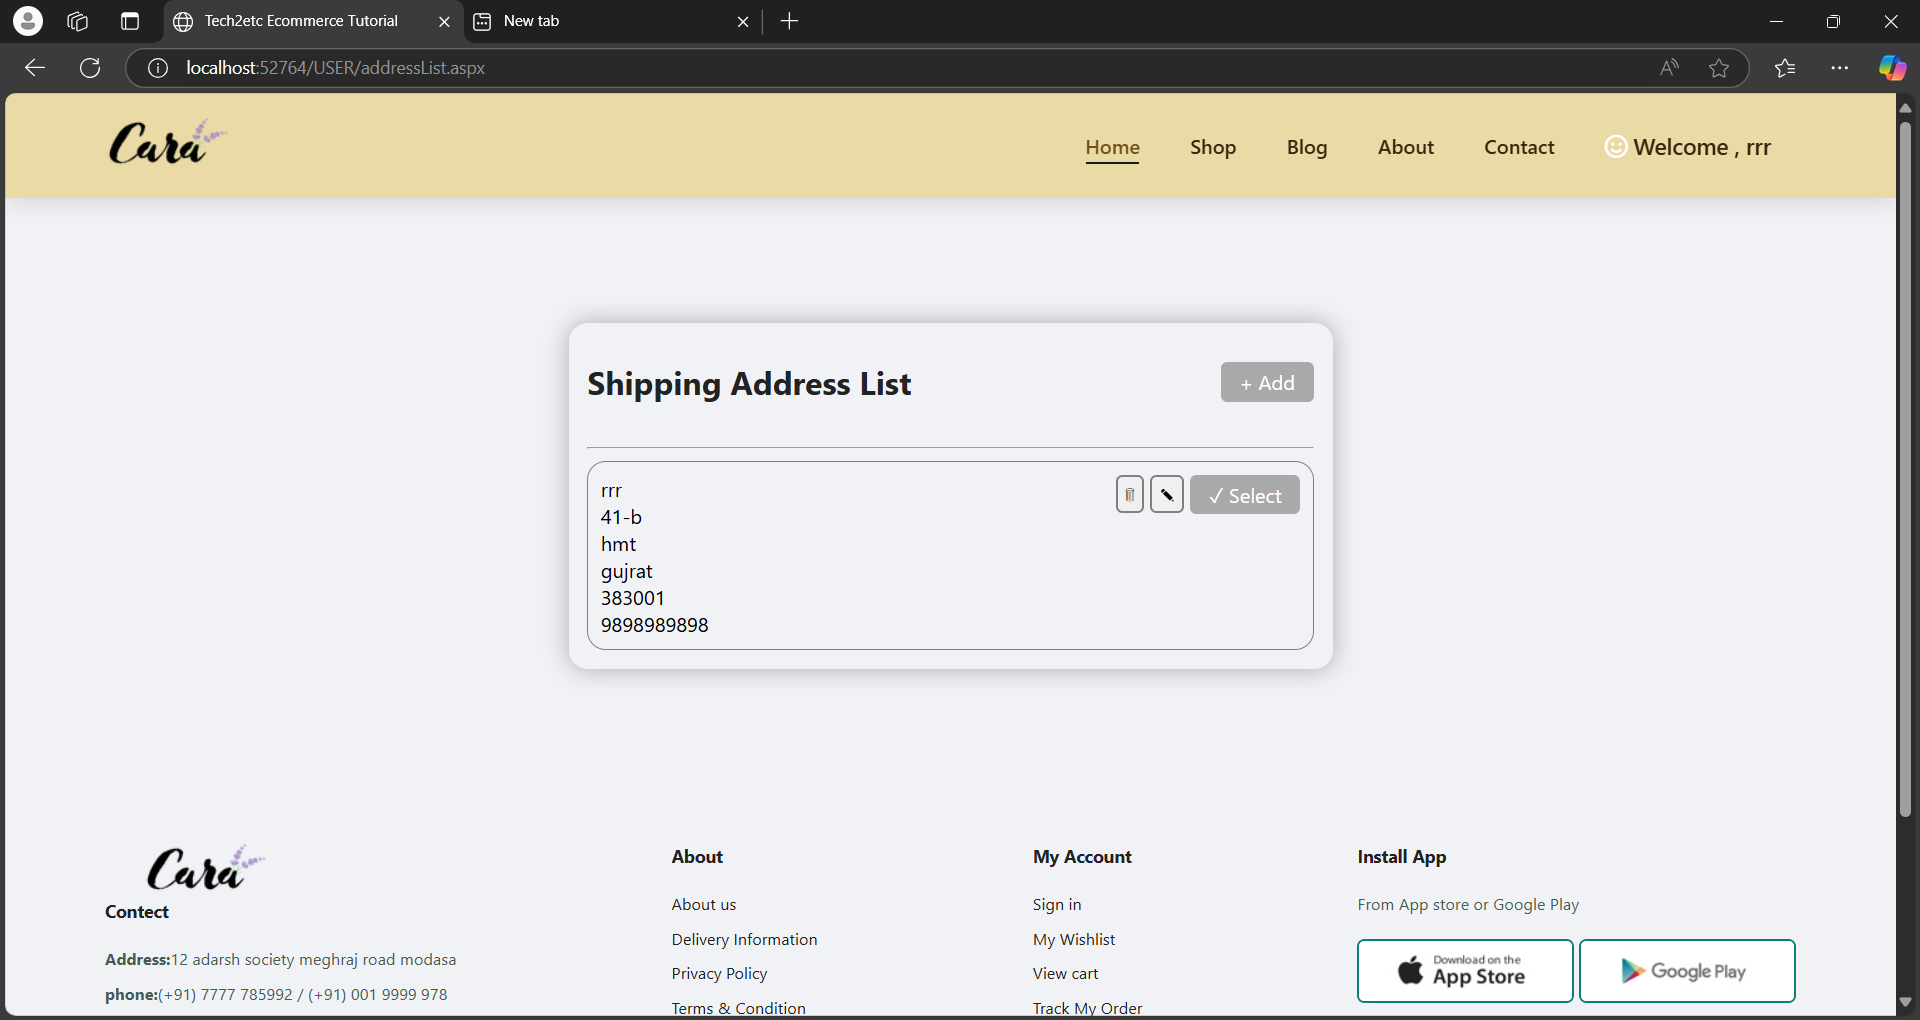 Tech2etc Ecommerce Tutorial
New tab
localhost:52764/USER/addressList.aspx
Cara
Home
Shop
Blog
About
Contact
Welcome , rrr
Shipping Address List
+ Add
rrr
✓ Select
41-b
hmt
gujrat
383001
9898989898
Cara
Contect
Address:12 adarsh society meghraj road modasa
phone:(+91) 7777 785992 / (+91) 001 9999 978
About
About us
Delivery Information
Privacy Policy
Terms & Condition
My Account
Sign in
My Wishlist
View cart
Track My Order
Install App
From App store or Google Play
Download on the
App Store
Google Play